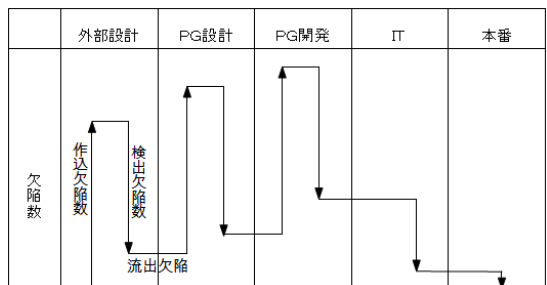 外部設計
PG設計
PG開発
IT
本番
欠陥数
作込欠陥数
検出欠陥数
流出欠陥